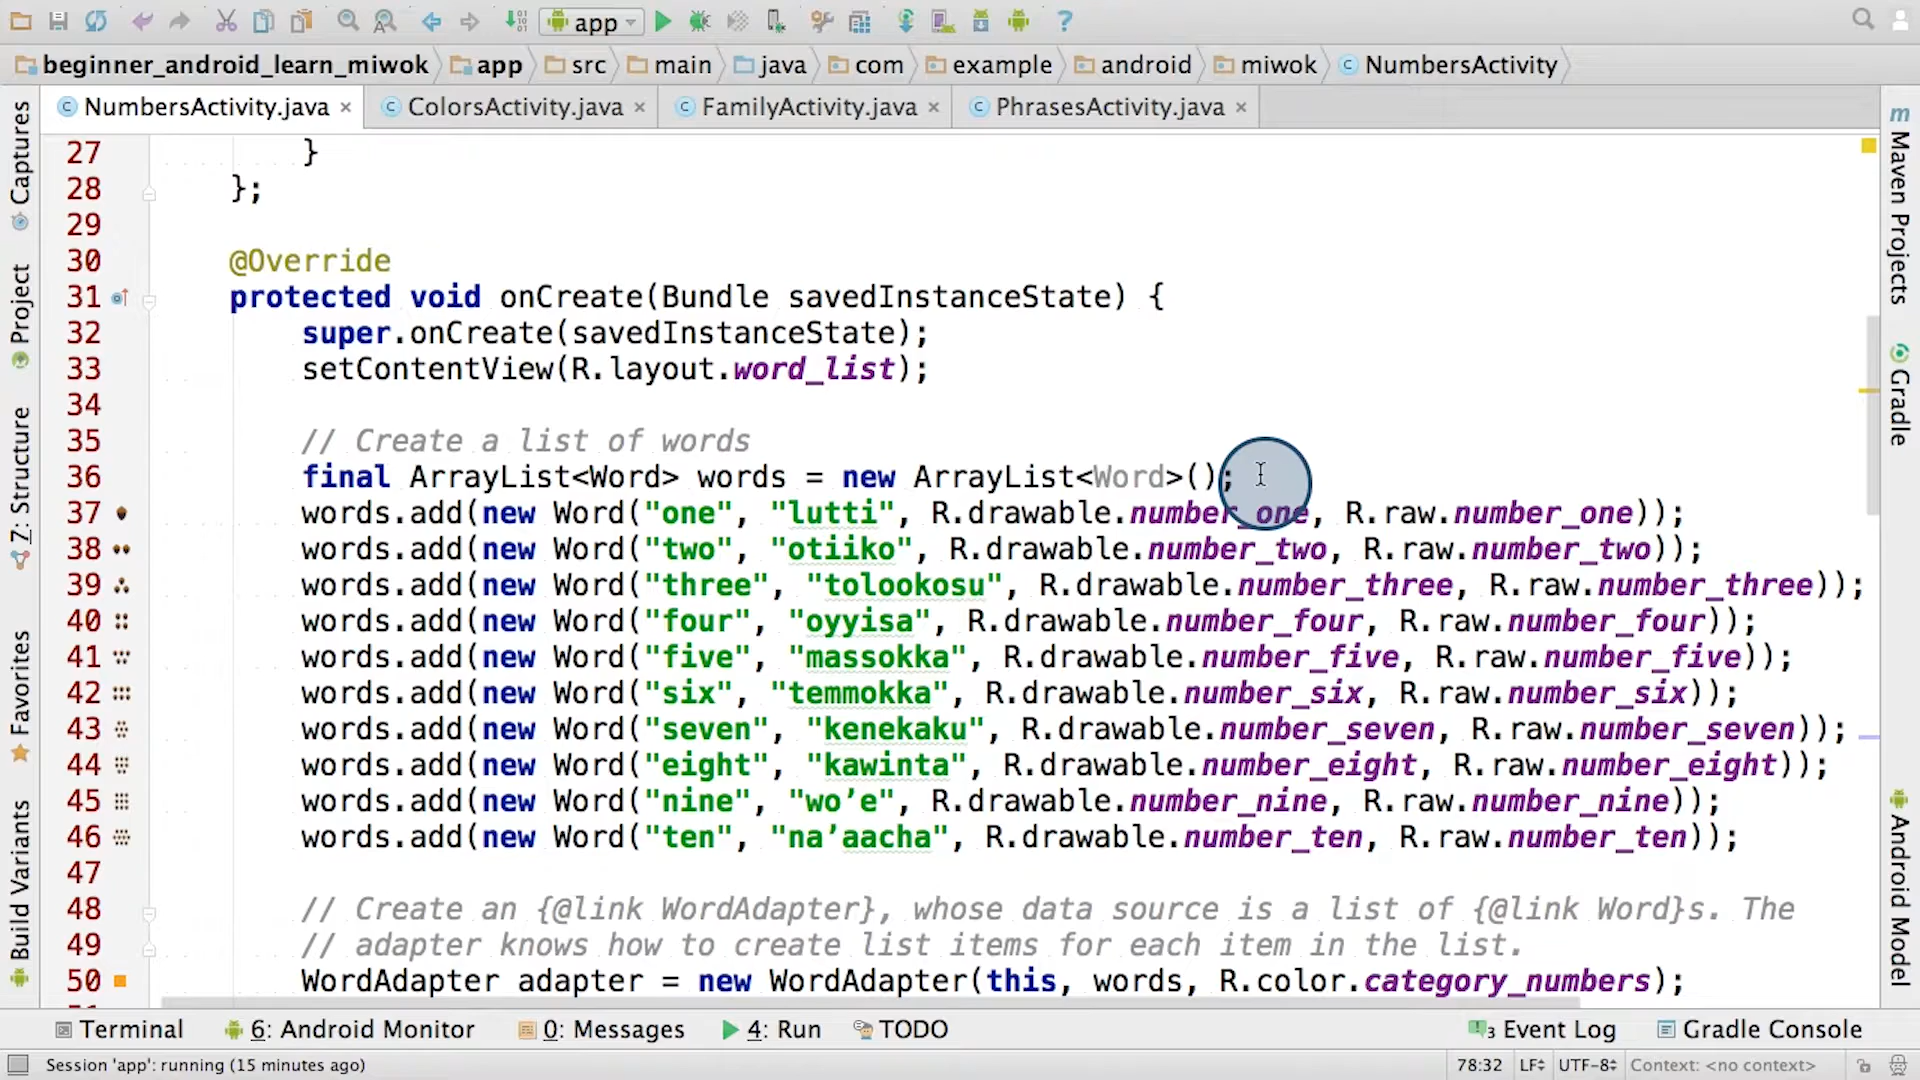 app
beginner_android_learn_miwok app src main java com example android miwok NumbersActivity
NumbersActivity.java ColorsActivity.java FamilyActivity.java PhrasesActivity.java
Captures
Project
7: Structure
Favorites
Build Variants
27 }
28 };
29
30 @Override
31 protected void onCreate(Bundle savedInstanceState) {
32 super.onCreate(savedInstanceState);
33 setContentView(R.layout.word_list);
34
35 // Create a list of words
36 final ArrayList<Word> words = new ArrayList<Word>();
37 words.add(new Word("one", "lutti", R.drawable.number_one, R.raw.number_one));
38 words.add(new Word("two", "otiiko", R.drawable.number_two, R.raw.number_two));
39 words.add(new Word("three", "tolookosu", R.drawable.number_three, R.raw.number_three));
40 words.add(new Word("four", "oyyisa", R.drawable.number_four, R.raw.number_four));
41 words.add(new Word("five", "massokka", R.drawable.number_five, R.raw.number_five));
42 words.add(new Word("six", "temmokka", R.drawable.number_six, R.raw.number_six));
43 words.add(new Word("seven", "kenekaku", R.drawable.number_seven, R.raw.number_seven));
44 words.add(new Word("eight", "kawinta", R.drawable.number_eight, R.raw.number_eight));
45 words.add(new Word("nine", "wo’e", R.drawable.number_nine, R.raw.number_nine));
46 words.add(new Word("ten", "na’aacha", R.drawable.number_ten, R.raw.number_ten));
47
48 // Create an {@link WordAdapter}, whose data source is a list of {@link Word}s. The
49 // adapter knows how to create list items for each item in the list.
50 WordAdapter adapter = new WordAdapter(this, words, R.color.category_numbers);
Maven Projects
Gradle
Android Model
Terminal 6: Android Monitor 0: Messages 4: Run TODO 3 Event Log Gradle Console
Session 'app': running (15 minutes ago) 78:32 LF UTF-8 Context: <no context>